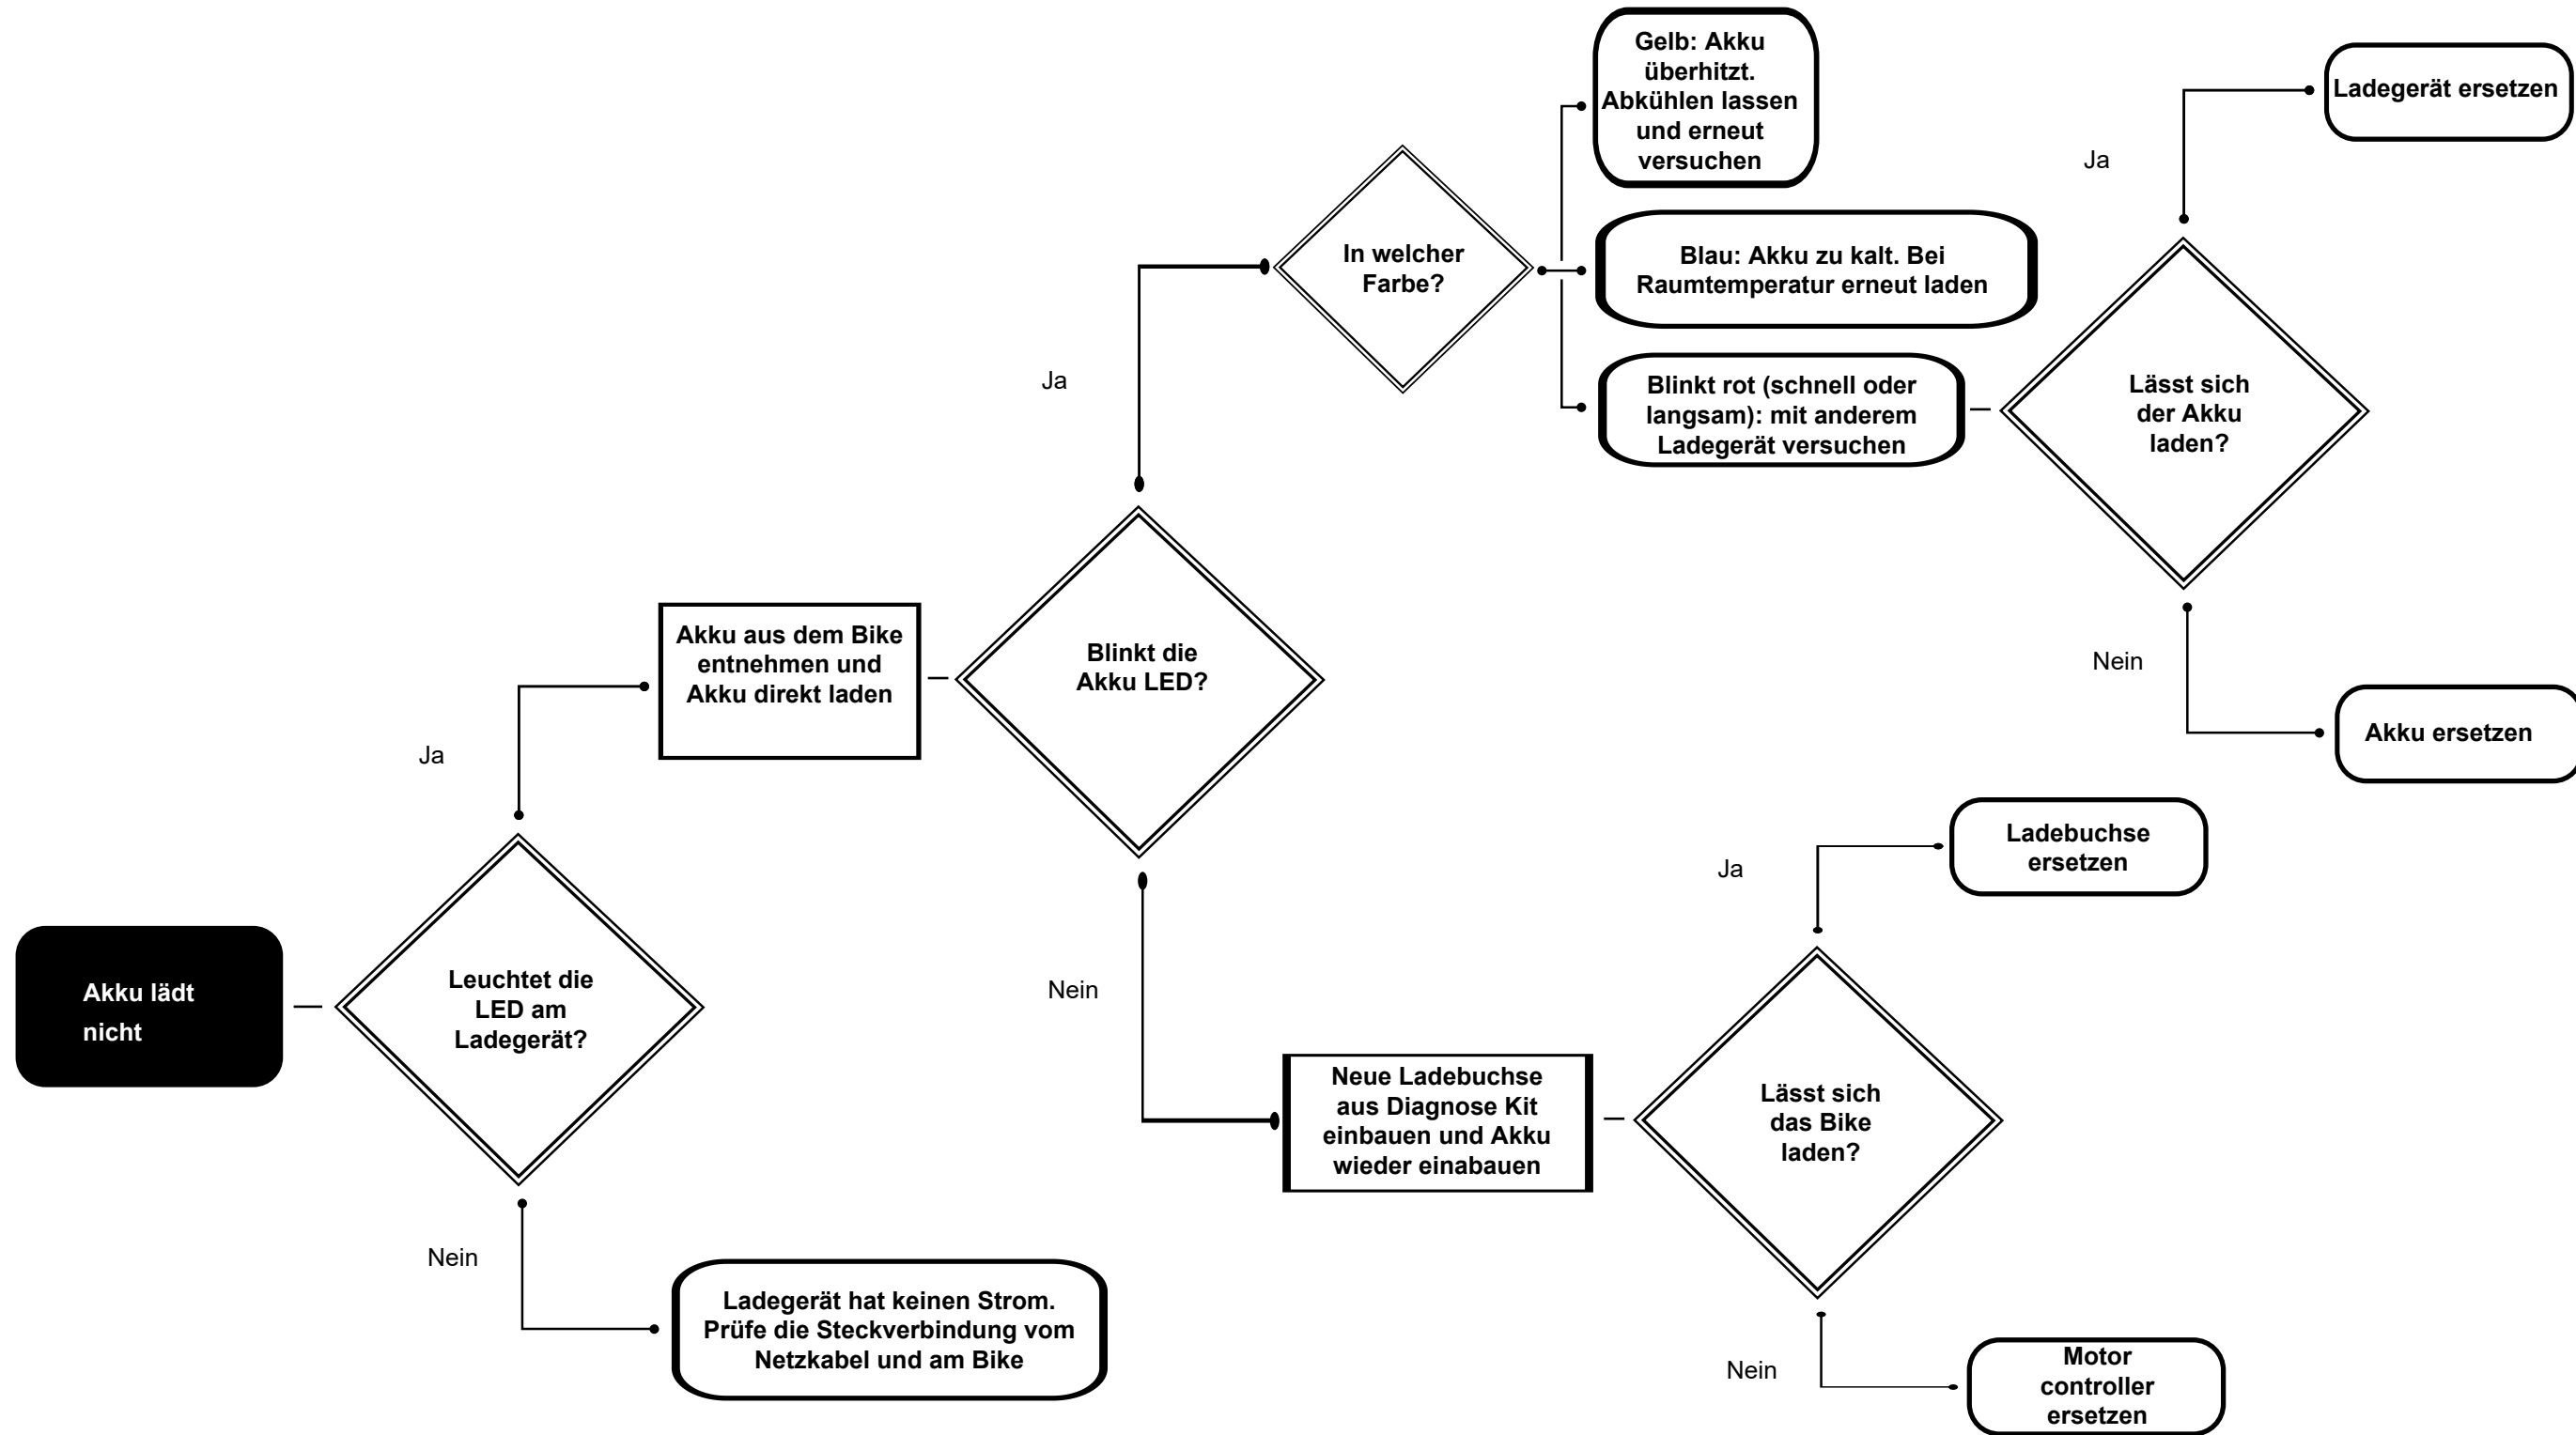 Akku lädt
nicht
Leuchtet die
LED am
Ladegerät?
Ja
Akku aus dem Bike
entnehmen und
Akku direkt laden
Nein
Ladegerät hat keinen Strom.
Prüfe die Steckverbindung vom
Netzkabel und am Bike
Blinkt die
Akku LED?
Ja
In welcher
Farbe?
Gelb: Akku
überhitzt.
Abkühlen lassen
und erneut
versuchen
Blau: Akku zu kalt. Bei
Raumtemperatur erneut laden
Blinkt rot (schnell oder
langsam): mit anderem
Ladegerät versuchen
Lässt sich
der Akku
laden?
Ja
Ladegerät ersetzen
Nein
Akku ersetzen
Nein
Neue Ladebuchse
aus Diagnose Kit
einbauen und Akku
wieder einabauen
Lässt sich
das Bike
laden?
Ja
Ladebuchse
ersetzen
Nein
Motor
controller
ersetzen